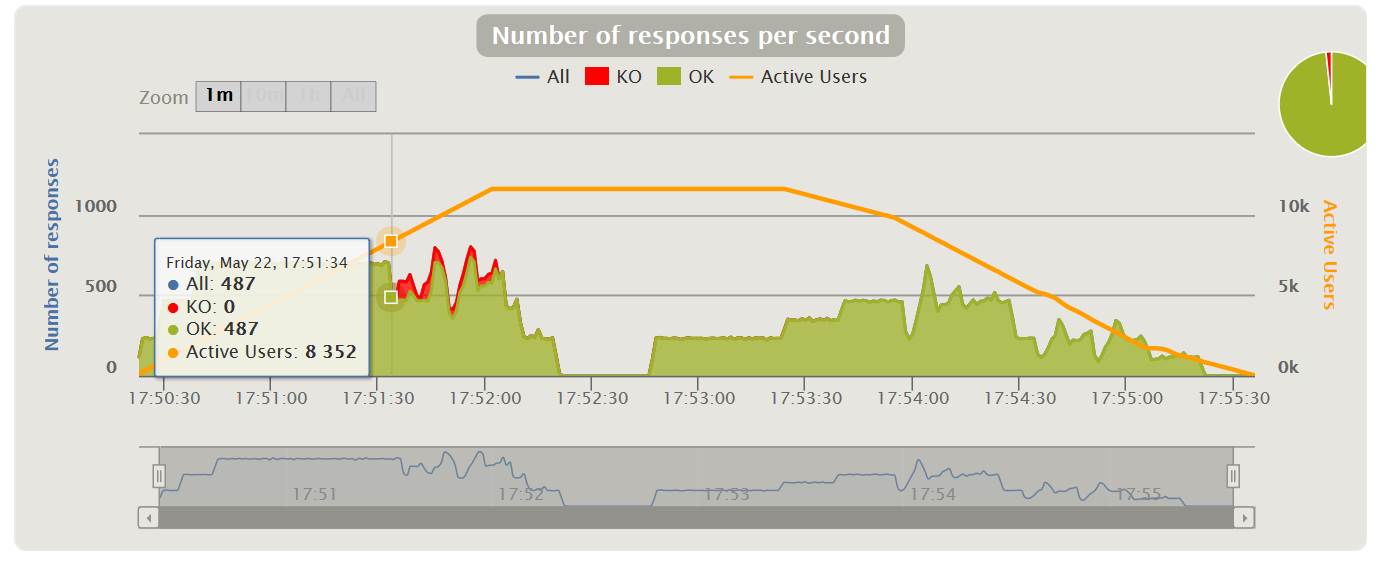 Number of responses per second
All KO OK Active Users
Zoom 1m 10m 1h All
Number of responses
1000
500
0
10k
5k
0k
Active Users
Friday, May 22, 17:51:34
All: 487
KO: 0
OK: 487
Active Users: 8 352
17:50:30 17:51:00 17:51:30 17:52:00 17:52:30 17:53:00 17:53:30 17:54:00 17:54:30 17:55:00 17:55:30
17:51 17:52 17:53 17:54 17:55